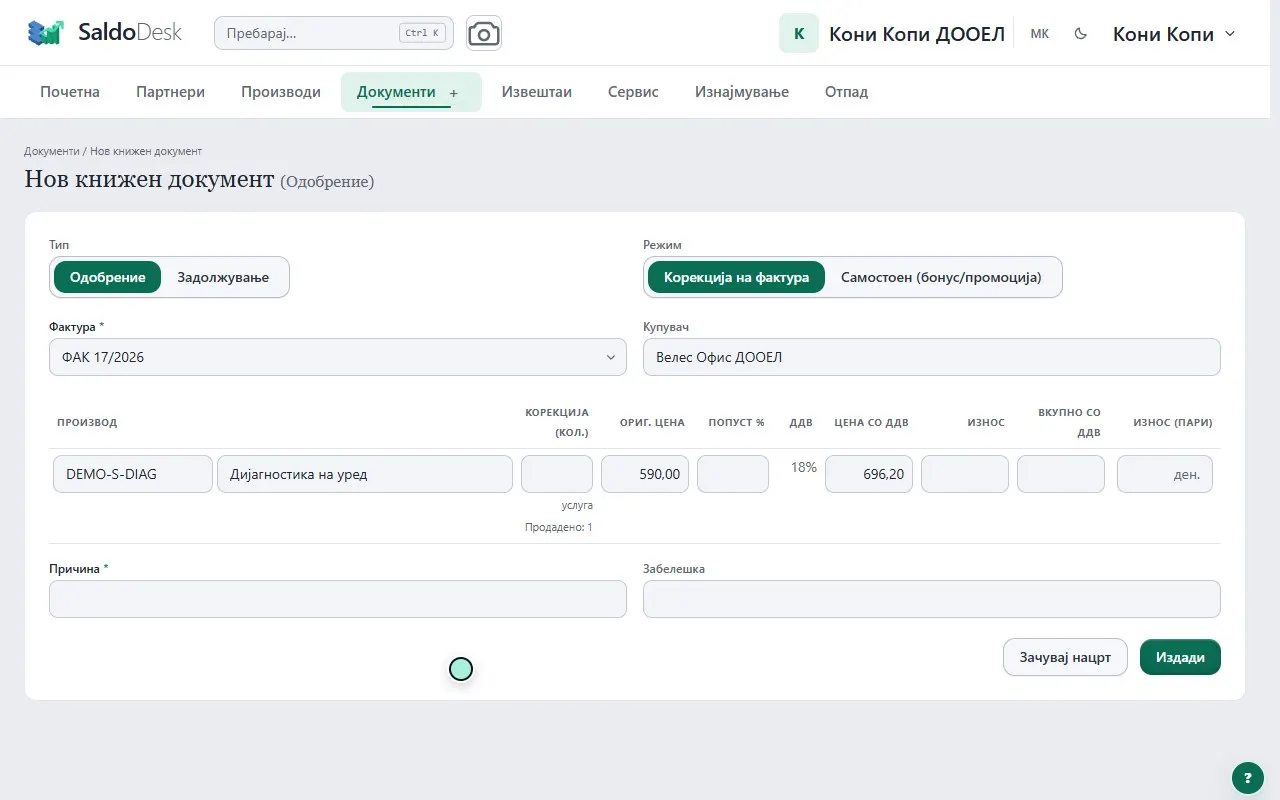 SaldoDesk
Пребарај...
Ctrl K
К
Кони Копи ДООЕЛ
МК
Кони Копи
Почетна
Партнери
Производи
Документи +
Извештаи
Сервис
Изнајмување
Отпад
Документи / Нов книжен документ
Нов книжен документ (Одобрение)
Тип
Режим
Одобрение
Задолжување
Корекција на фактура
Самостоен (бонус/промоција)
Фактура *
Купувач
ФАК 17/2026
Велес Офис ДООЕЛ
ПРОИЗВОД
КОРЕКЦИЈА
(КОЛ.)
ОРИГ. ЦЕНА
ПОПУСТ %
ДДВ
ЦЕНА СО ДДВ
ИЗНОС
ВКУПНО СО
ДДВ
ИЗНОС (ПАРИ)
DEMO-S-DIAG
Дијагностика на уред
590,00
18%
696,20
ден.
услуга
Продадено: 1
Причина *
Забелешка
Зачувај нацрт
Издади
?